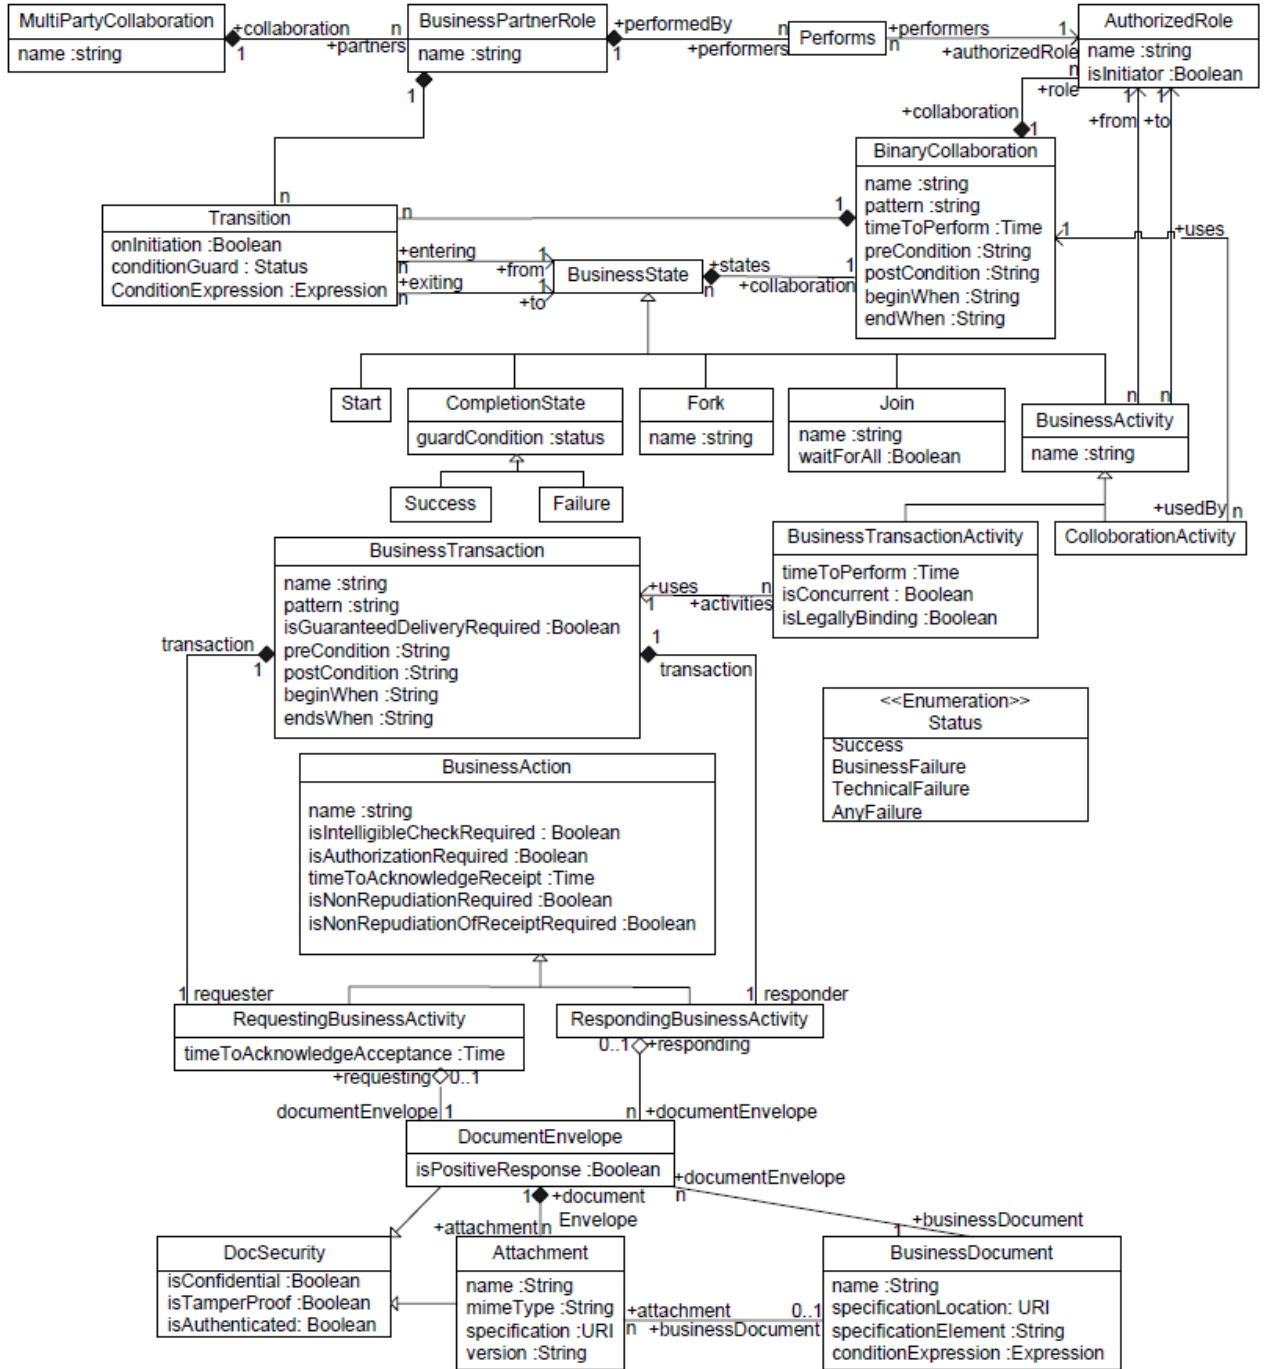 MultiPartyCollaboration
name :string
+collaboration
1
n
+partners
BusinessPartnerRole
name :string
1
+performedBy
1
n
+performers
Performs
+performers
n
1
+authorizedRole
AuthorizedRole
name :string
isInitiator :Boolean
n
+role
1
1
+from
+to
+collaboration
1
BinaryCollaboration
name :string
pattern :string
timeToPerform :Time
preCondition :String
postCondition :String
beginWhen :String
endWhen :String
1
+uses
n
Transition
onInitiation :Boolean
conditionGuard : Status
ConditionExpression :Expression
n
1
+entering
n
1
+from
+exiting
n
1
+to
BusinessState
+states
n
1
+collaboration
Start
CompletionState
guardCondition :status
Fork
name :string
Join
name :string
waitForAll :Boolean
n
n
BusinessActivity
name :string
Success
Failure
+usedBy
n
BusinessTransaction
name :string
pattern :string
isGuaranteedDeliveryRequired :Boolean
preCondition :String
postCondition :String
beginWhen :String
endsWhen :String
BusinessTransactionActivity
timeToPerform :Time
isConcurrent : Boolean
isLegallyBinding :Boolean
ColloborationActivity
+uses
1
n
+activities
transaction
1
1
transaction
<<Enumeration>>
Status
Success
BusinessFailure
TechnicalFailure
AnyFailure
BusinessAction
name :string
isIntelligibleCheckRequired : Boolean
isAuthorizationRequired :Boolean
timeToAcknowledgeReceipt :Time
isNonRepudiationRequired :Boolean
isNonRepudiationOfReceiptRequired :Boolean
1 requester
1 responder
RequestingBusinessActivity
timeToAcknowledgeAcceptance :Time
RespondingBusinessActivity
+requesting
0..1
0..1
+responding
documentEnvelope
1
n
+documentEnvelope
DocumentEnvelope
isPositiveResponse :Boolean
+documentEnvelope
n
1
+document
Envelope
+attachment
n
+businessDocument
1
DocSecurity
isConfidential :Boolean
isTamperProof :Boolean
isAuthenticated: Boolean
Attachment
name :String
mimeType :String
specification :URI
version :String
+attachment
n
0..1
+businessDocument
BusinessDocument
name :String
specificationLocation: URI
specificationElement :String
conditionExpression :Expression